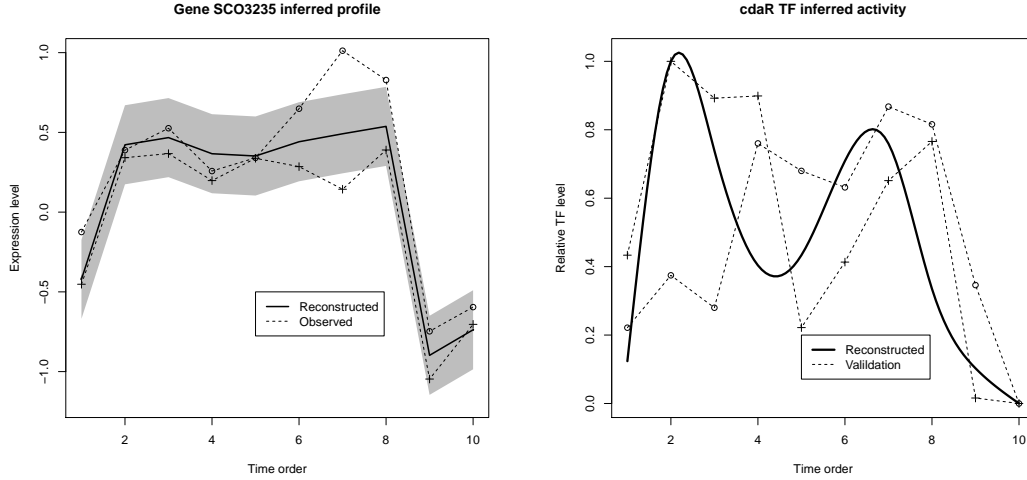 Gene SCO3235 inferred profile
Expression level
1.0
0.5
0.0
−0.5
−1.0
Reconstructed
Observed
2
4
6
8
10
Time order
cdaR TF inferred activity
Relative TF level
1.0
0.8
0.6
0.4
0.2
0.0
Reconstructed
Valildation
2
4
6
8
10
Time order